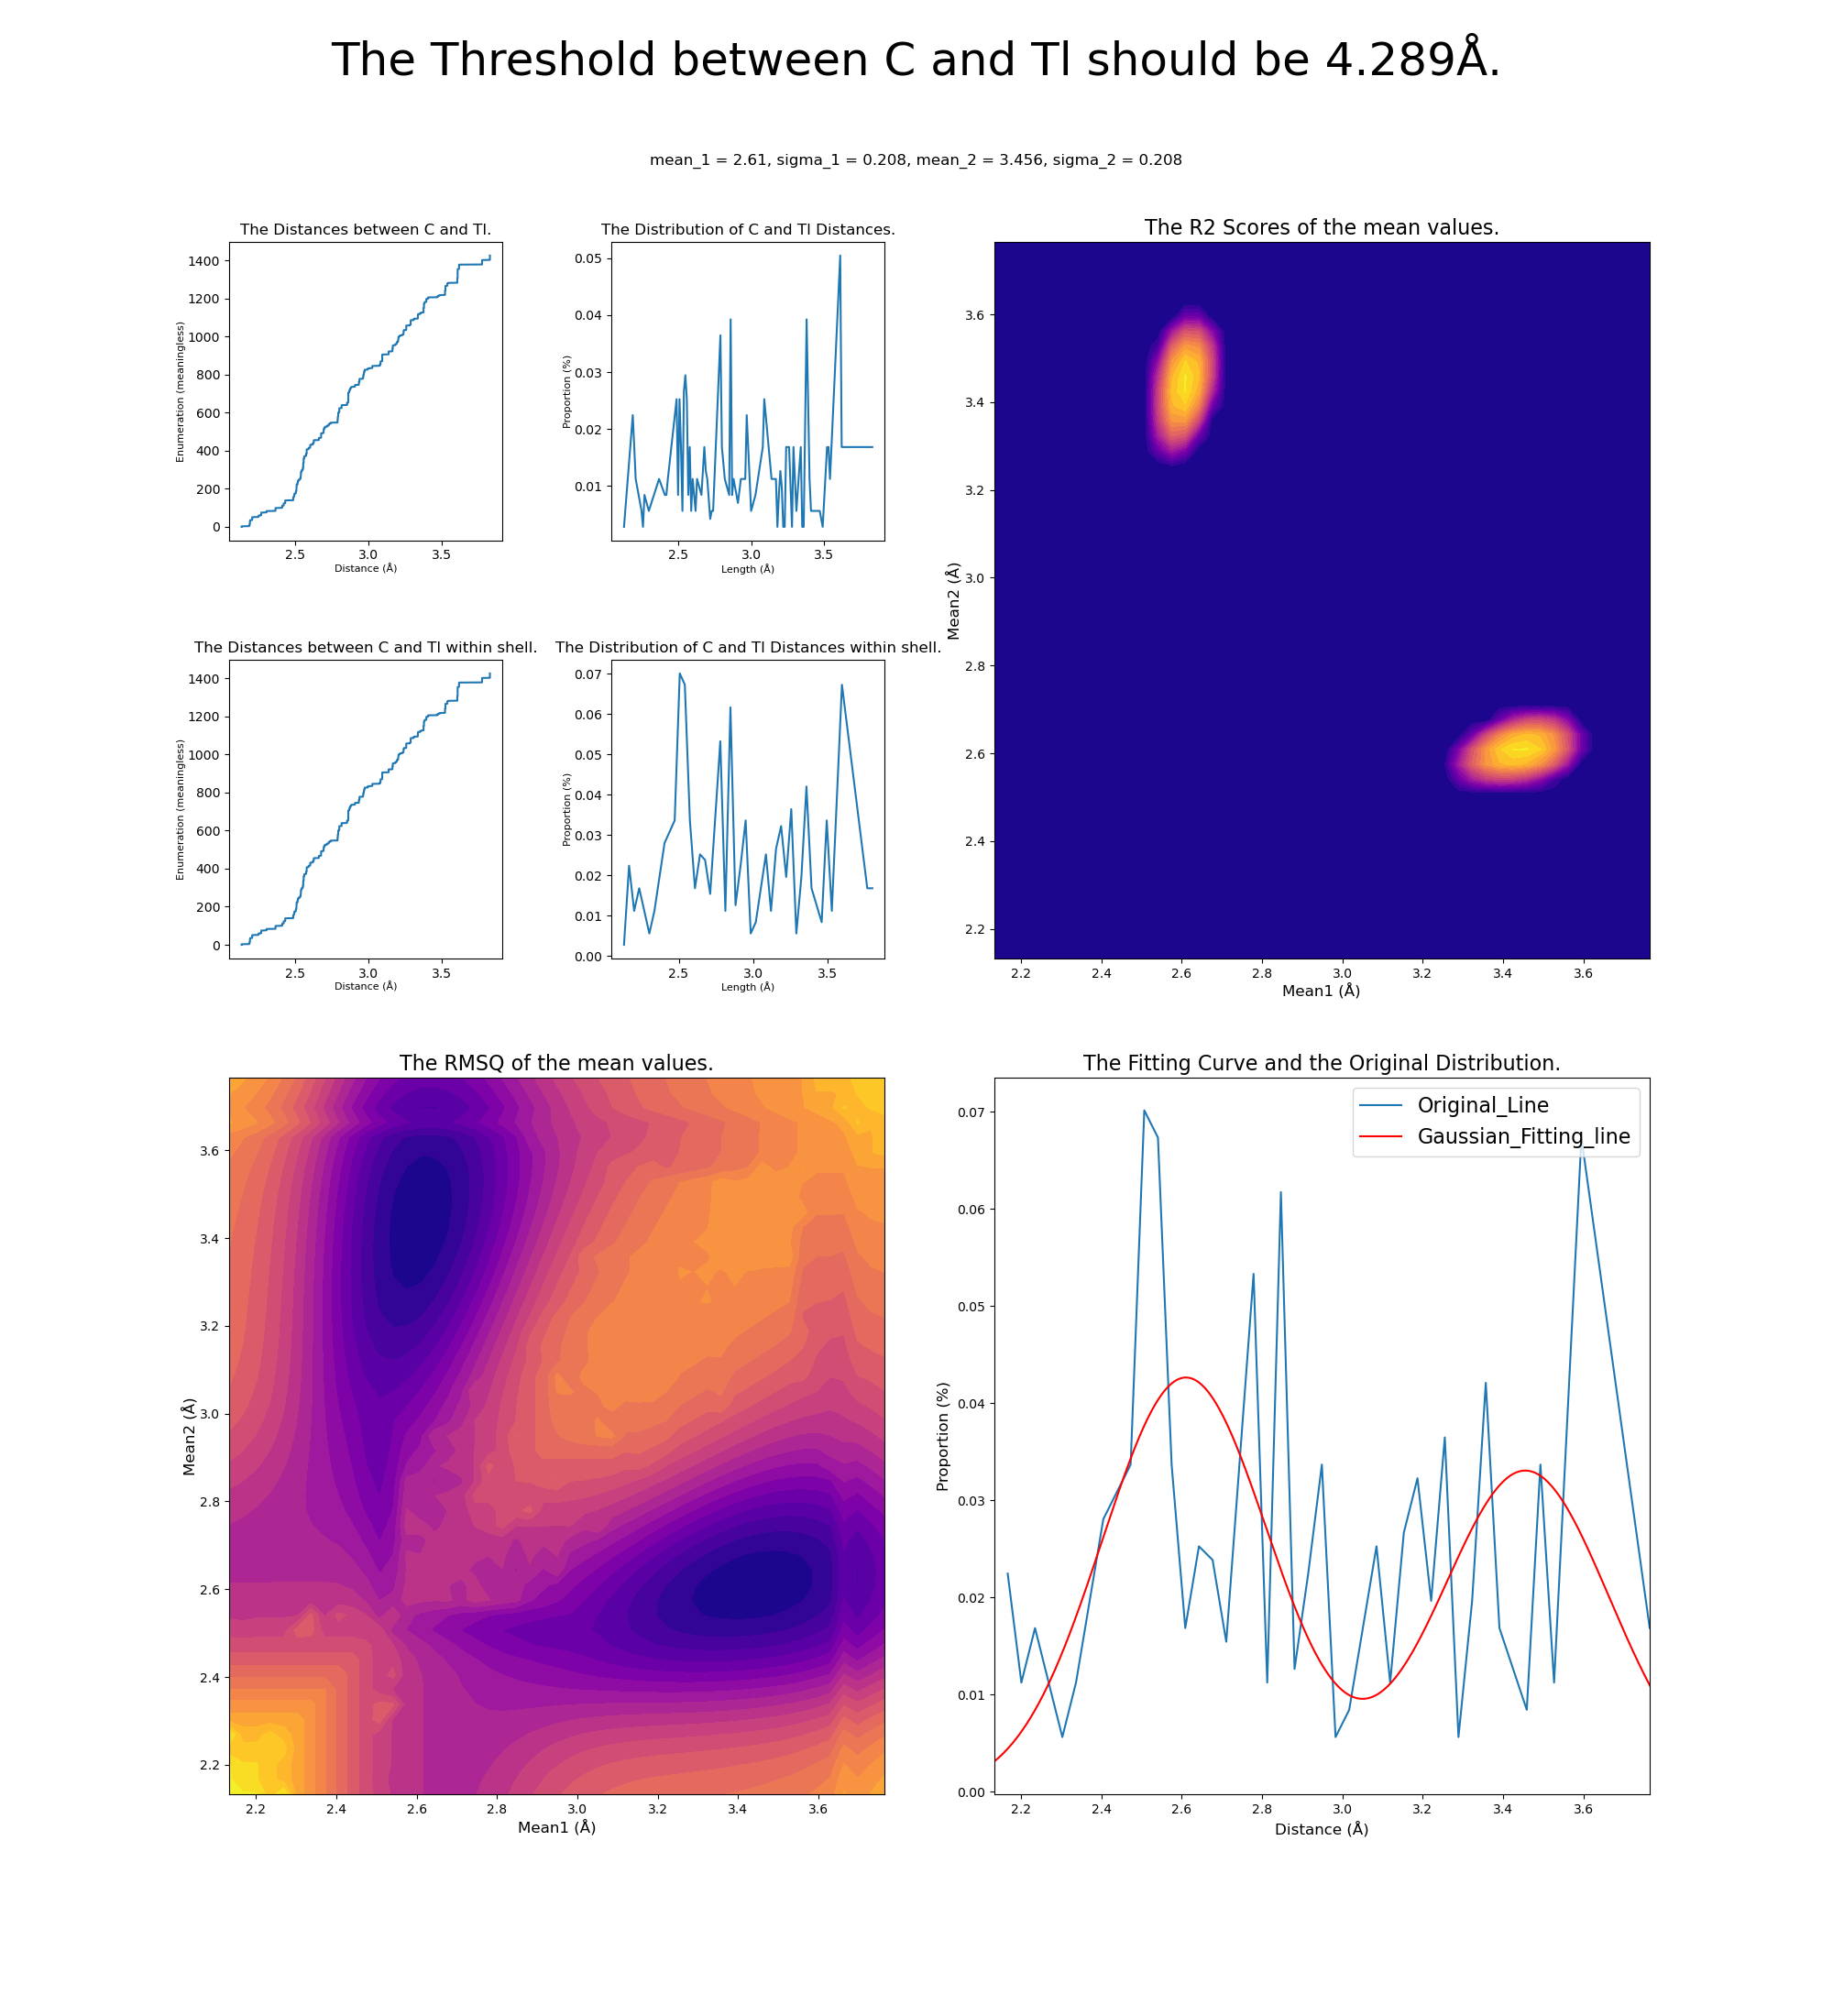 The Threshold between C and Tl should be 4.289Å.
mean_1 = 2.61, sigma_1 = 0.208, mean_2 = 3.456, sigma_2 = 0.208
The Distances between C and Tl.
1400
1200
1000
800
600
400
200
0
Enumeration (meaningless)
2.5 3.0 3.5
Distance (Å)
The Distribution of C and Tl Distances.
0.05
0.04
0.03
0.02
0.01
Proportion (%)
2.5 3.0 3.5
Length (Å)
The R2 Scores of the mean values.
3.6
3.4
3.2
3.0
2.8
2.6
2.4
2.2
Mean2 (Å)
2.2 2.4 2.6 2.8 3.0 3.2 3.4 3.6
Mean1 (Å)
The Distances between C and Tl within shell.
1400
1200
1000
800
600
400
200
0
Enumeration (meaningless)
2.5 3.0 3.5
Distance (Å)
The Distribution of C and Tl Distances within shell.
0.07
0.06
0.05
0.04
0.03
0.02
0.01
0.00
Proportion (%)
2.5 3.0 3.5
Length (Å)
The RMSQ of the mean values.
3.6
3.4
3.2
3.0
2.8
2.6
2.4
2.2
Mean2 (Å)
2.2 2.4 2.6 2.8 3.0 3.2 3.4 3.6
Mean1 (Å)
The Fitting Curve and the Original Distribution.
Original_Line
Gaussian_Fitting_line
0.07
0.06
0.05
0.04
0.03
0.02
0.01
0.00
Proportion (%)
2.2 2.4 2.6 2.8 3.0 3.2 3.4 3.6
Distance (Å)